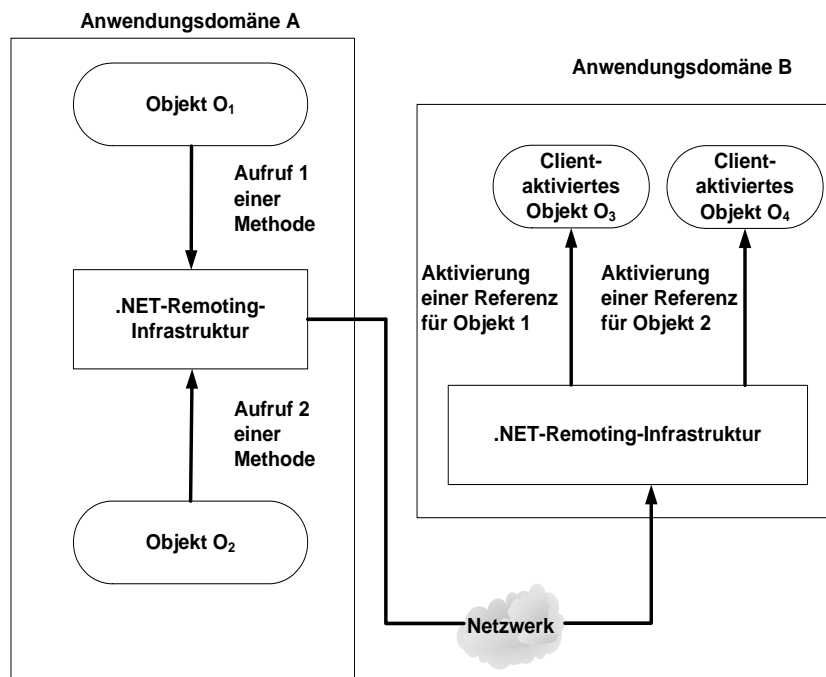 Anwendungsdomäne A
Objekt O₁
Aufruf 1
einer
Methode
.NET-Remoting-
Infrastruktur
Aufruf 2
einer
Methode
Objekt O₂
Anwendungsdomäne B
Client-
aktiviertes
Objekt O₃
Client-
aktiviertes
Objekt O₄
Aktivierung
einer Referenz
für Objekt 1
Aktivierung
einer Referenz
für Objekt 2
.NET-Remoting-Infrastruktur
Netzwerk